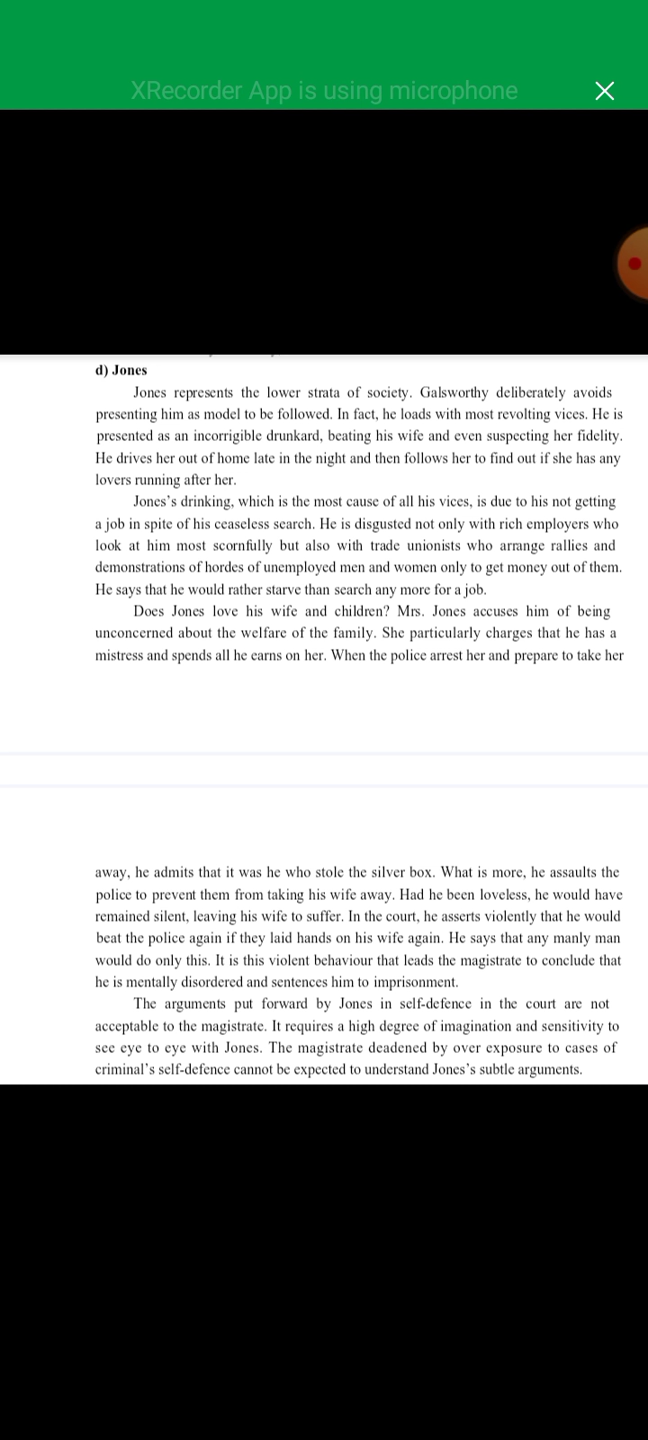 XRecorder App is using microphone
d) Jones
Jones represents the lower strata of society. Galsworthy deliberately avoids
presenting him as model to be followed. In fact, he loads with most revolting vices. He is
presented as an incorrigible drunkard, beating his wife and even suspecting her fidelity.
He drives her out of home late in the night and then follows her to find out if she has any
lovers running after her.
Jones's drinking, which is the most cause of all his vices, is due to his not getting
a job in spite of his ceaseless search. He is disgusted not only with rich employers who
look at him most scornfully but also with trade unionists who arrange rallies and
demonstrations of hordes of unemployed men and women only to get money out of them.
He says that he would rather starve than search any more for a job.
Does Jones love his wife and children? Mrs. Jones accuses him of being
unconcerned about the welfare of the family. She particularly charges that he has a
mistress and spends all he earns on her. When the police arrest her and prepare to take her
away, he admits that it was he who stole the silver box. What is more, he assaults the
police to prevent them from taking his wife away. Had he been loveless, he would have
remained silent, leaving his wife to suffer. In the court, he asserts violently that he would
beat the police again if they laid hands on his wife again. He says that any manly man
would do only this. It is this violent behaviour that leads the magistrate to conclude that
he is mentally disordered and sentences him to imprisonment.
The arguments put forward by Jones in self-defence in the court are not
acceptable to the magistrate. It requires a high degree of imagination and sensitivity to
see eye to eye with Jones. The magistrate deadened by over exposure to cases of
criminal's self-defence cannot be expected to understand Jones's subtle arguments.